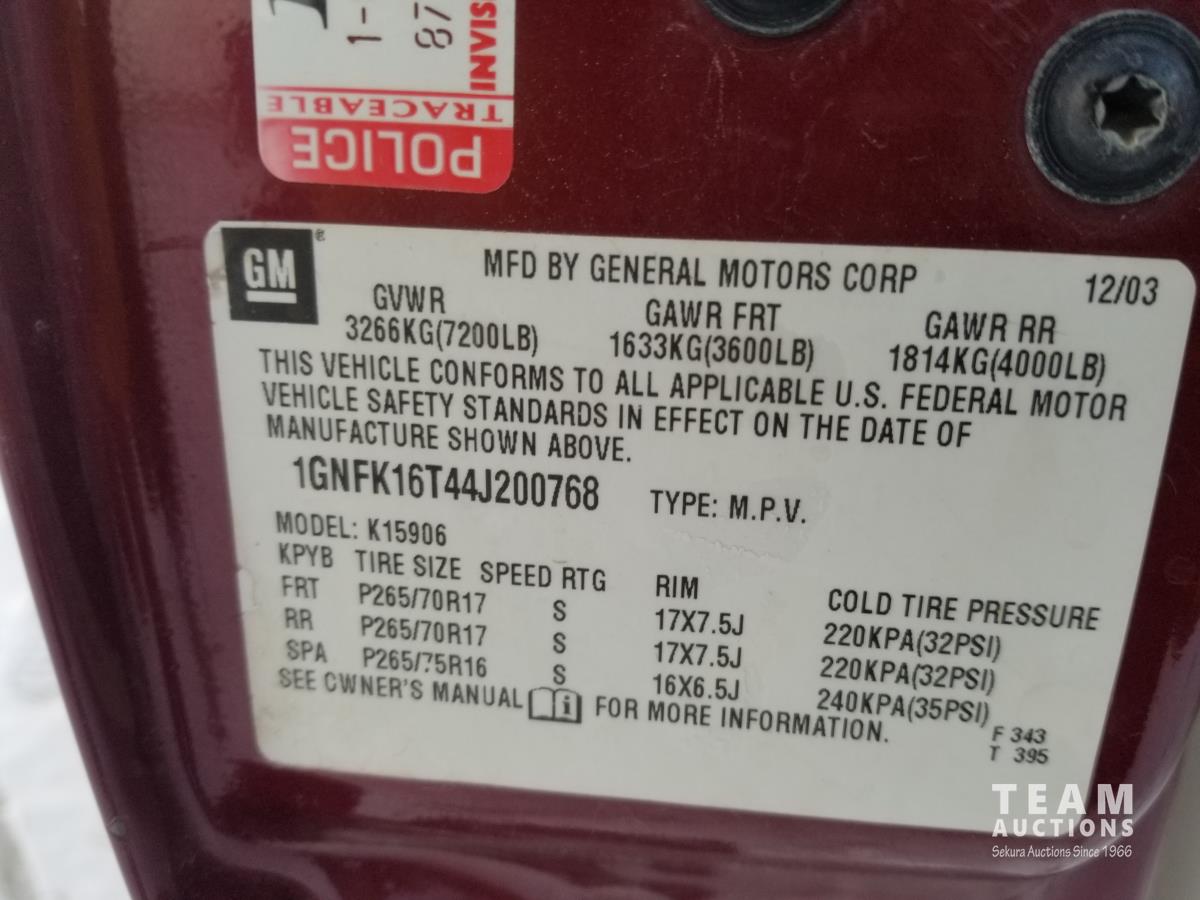 1-
87
INVIS
TRACEABLE
POLICE
GM®
MFD BY GENERAL MOTORS CORP 12/03
GVWR GAWR FRT GAWR RR
3266KG(7200LB) 1633KG(3600LB) 1814KG(4000LB)
THIS VEHICLE CONFORMS TO ALL APPLICABLE U.S. FEDERAL MOTOR
VEHICLE SAFETY STANDARDS IN EFFECT ON THE DATE OF
MANUFACTURE SHOWN ABOVE.
1GNFK16T44J200768 TYPE: M.P.V.
MODEL: K15906
KPYB TIRE SIZE SPEED RTG RIM COLD TIRE PRESSURE
FRT P265/70R17 S 17X7.5J 220KPA(32PSI)
RR P265/70R17 S 17X7.5J 220KPA(32PSI)
SPA P265/75R16 S 16X6.5J 240KPA(35PSI)
SEE OWNER'S MANUAL i FOR MORE INFORMATION.
F 343
T 395
TEAM
AUCTIONS
Sekura Auctions Since 1966